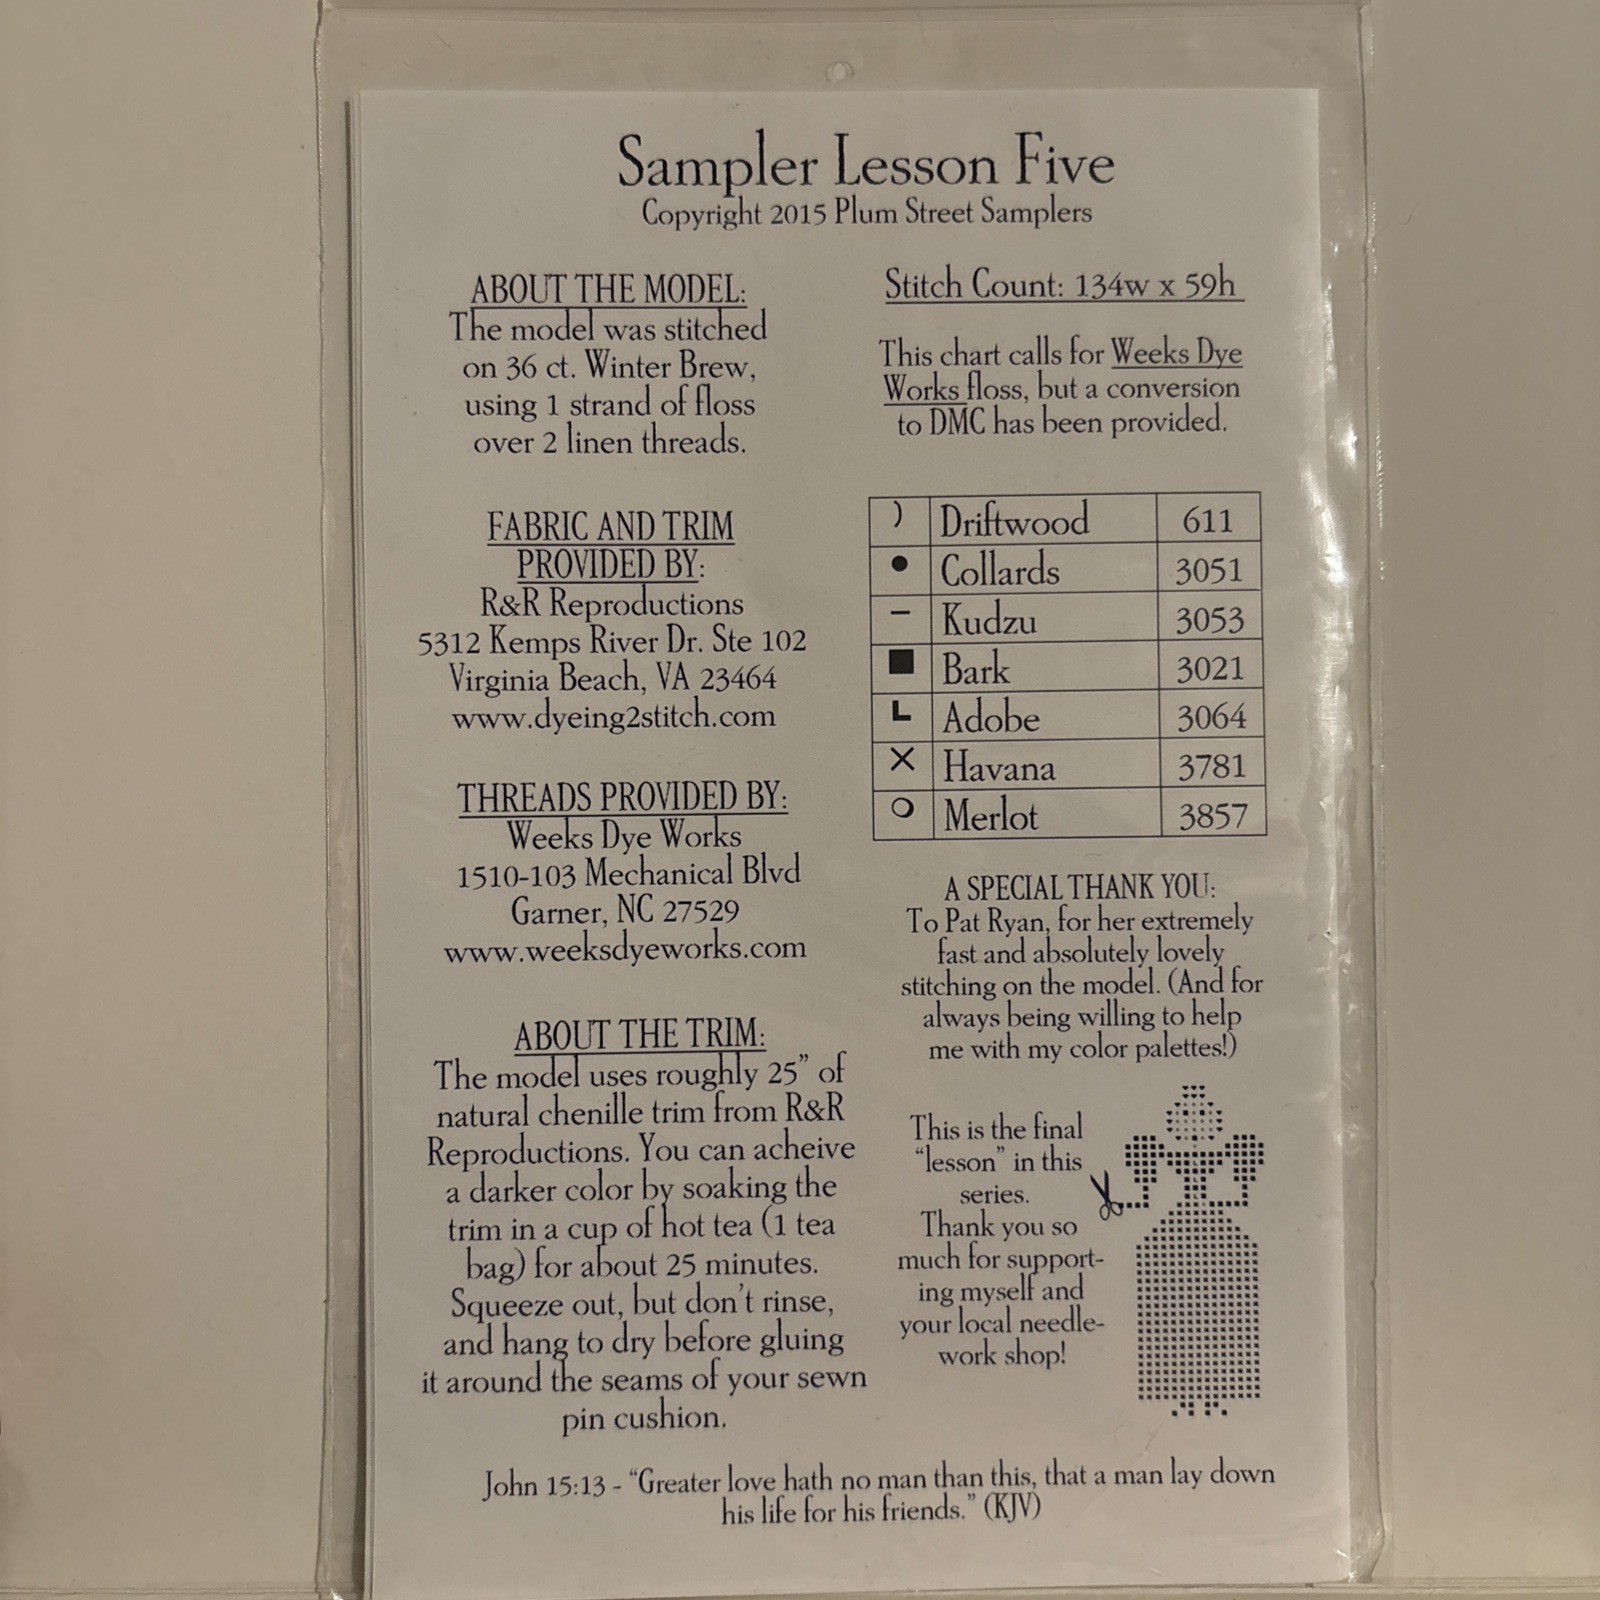 Sampler Lesson Five
Copyright 2015 Plum Street Samplers
ABOUT THE MODEL:
The model was stitched
on 36 ct. Winter Brew,
using 1 strand of floss
over 2 linen threads.
FABRIC AND TRIM
PROVIDED BY:
R&R Reproductions
5312 Kemps River Dr. Ste 102
Virginia Beach, VA 23464
www.dyeing2stitch.com
THREADS PROVIDED BY:
Weeks Dye Works
1510-103 Mechanical Blvd
Garner, NC 27529
www.weeksdyeworks.com
ABOUT THE TRIM:
The model uses roughly 25” of
natural chenille trim from R&R
Reproductions. You can acheive
a darker color by soaking the
trim in a cup of hot tea (1 tea
bag) for about 25 minutes.
Squeeze out, but don't rinse,
and hang to dry before gluing
it around the seams of your sewn
pin cushion.
Stitch Count: 134w x 59h
This chart calls for Weeks Dye
Works floss, but a conversion
to DMC has been provided.
) Driftwood 611
● Collards 3051
– Kudzu 3053
■ Bark 3021
L Adobe 3064
X Havana 3781
O Merlot 3857
A SPECIAL THANK YOU:
To Pat Ryan, for her extremely
fast and absolutely lovely
stitching on the model. (And for
always being willing to help
me with my color palettes!)
This is the final
“lesson” in this
series.
Thank you so
much for support-
ing myself and
your local needle-
work shop!
John 15:13 - “Greater love hath no man than this, that a man lay down
his life for his friends.” (KJV)